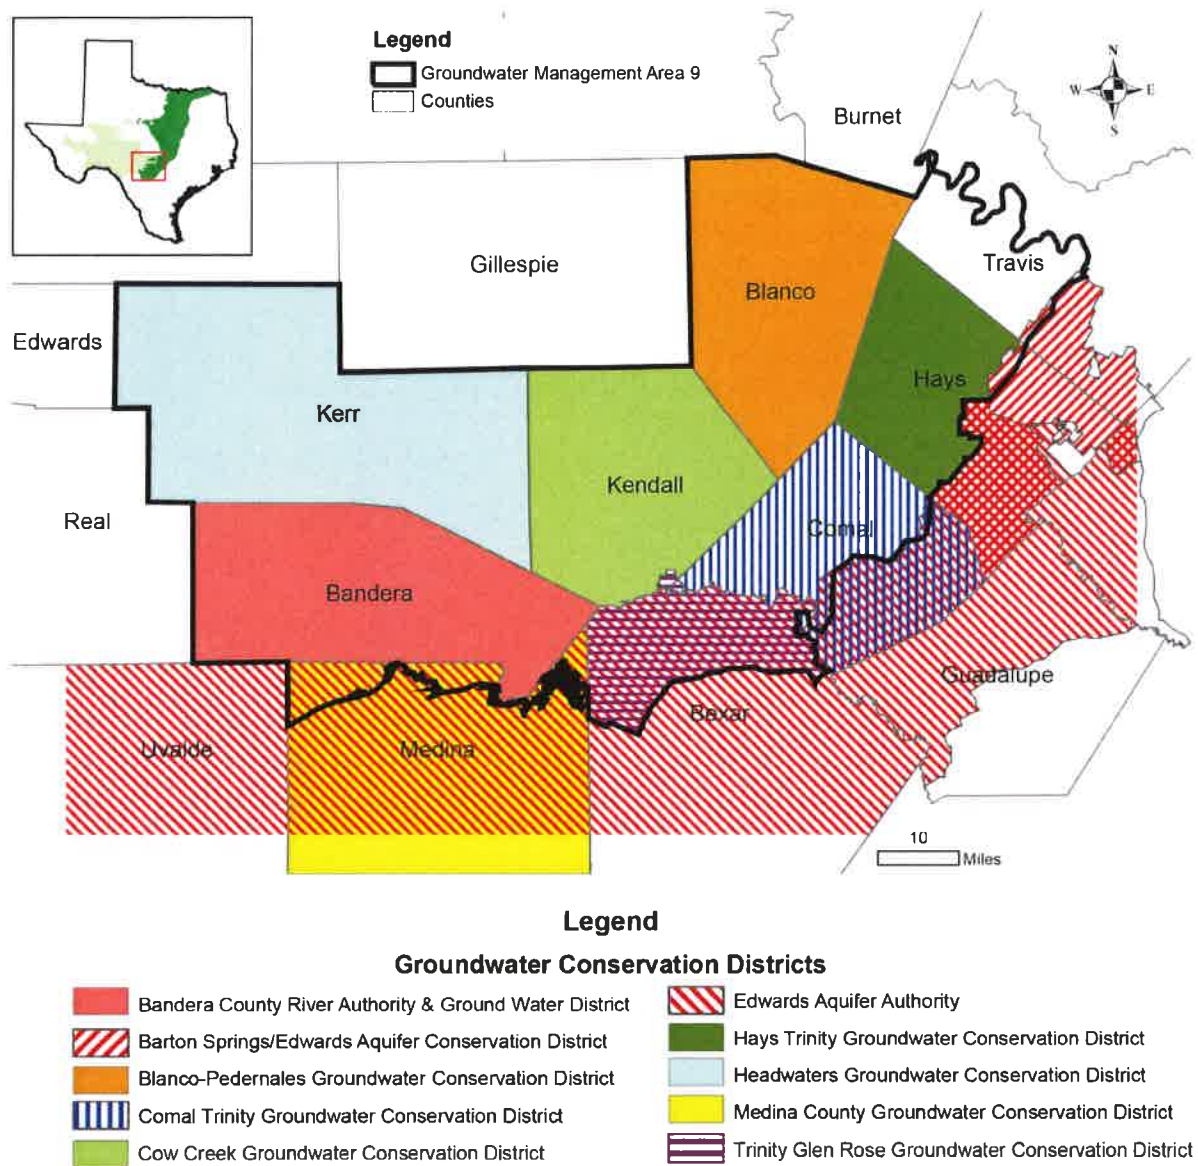 Legend
Groundwater Management Area 9
Counties
N
W
E
S
Burnet
Gillespie
Travis
Blanco
Edwards
Hays
Kerr
Kendall
Real
Comal
Bandera
Guadalupe
Bexar
Uvalde
Medina
10
Miles
Legend
Groundwater Conservation Districts
Bandera County River Authority & Ground Water District
Barton Springs/Edwards Aquifer Conservation District
Blanco-Pedernales Groundwater Conservation District
Comal Trinity Groundwater Conservation District
Cow Creek Groundwater Conservation District
Edwards Aquifer Authority
Hays Trinity Groundwater Conservation District
Headwaters Groundwater Conservation District
Medina County Groundwater Conservation District
Trinity Glen Rose Groundwater Conservation District